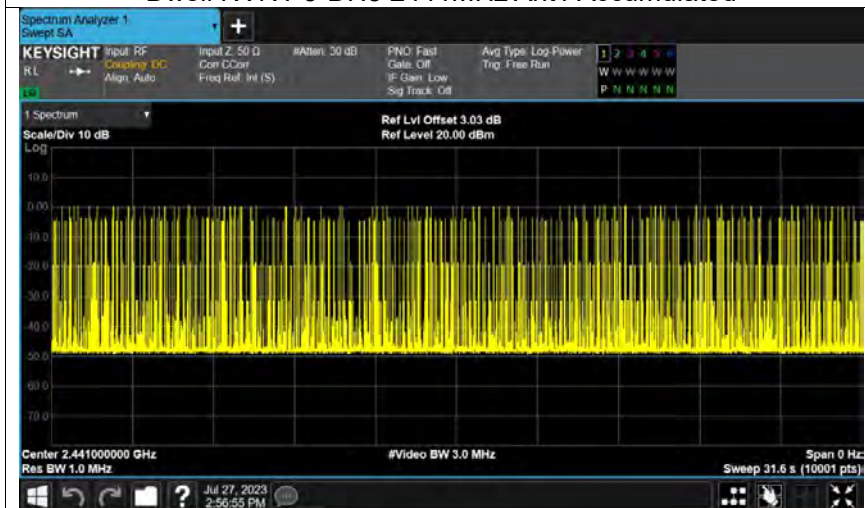 Spectrum Analyzer 1
Swept SA
+
KEYSIGHT Input: RF Input Z: 50 Ω #Atten: 30 dB PNO: Fast Avg Type: Log-Power 1 2 3 4 5 6
RL Coupling: DC Corr CCorr Gate: Off Trig: Free Run W W W W W W
Align: Auto Freq Ref: Int (S) IF Gain: Low
Sig Track: Off P N N N N N
1 Spectrum
Scale/Div 10 dB
Ref Lvl Offset 3.03 dB
Ref Level 20.00 dBm
Log
10.0
0.00
-10.0
-20.0
-30.0
-40.0
-50.0
-60.0
-70.0
Center 2.441000000 GHz #Video BW 3.0 MHz Span 0 Hz
Res BW 1.0 MHz Sweep 31.6 s (10001 pts)
?
Jul 27, 2023
2:56:55 PM